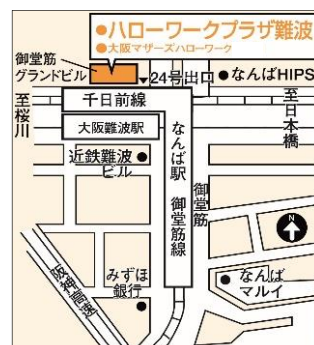 ●ハローワークプラザ難波
●大阪マザーズハローワーク
御堂筋
グランドビル
▼24号出口
●なんばHIPS
至桜川
千日前線
至日本橋
大阪難波駅
なんば駅 御堂筋線
御堂筋
近鉄難波
ビル
N
阪神高速
みずほ
銀行
なんば
マルイ